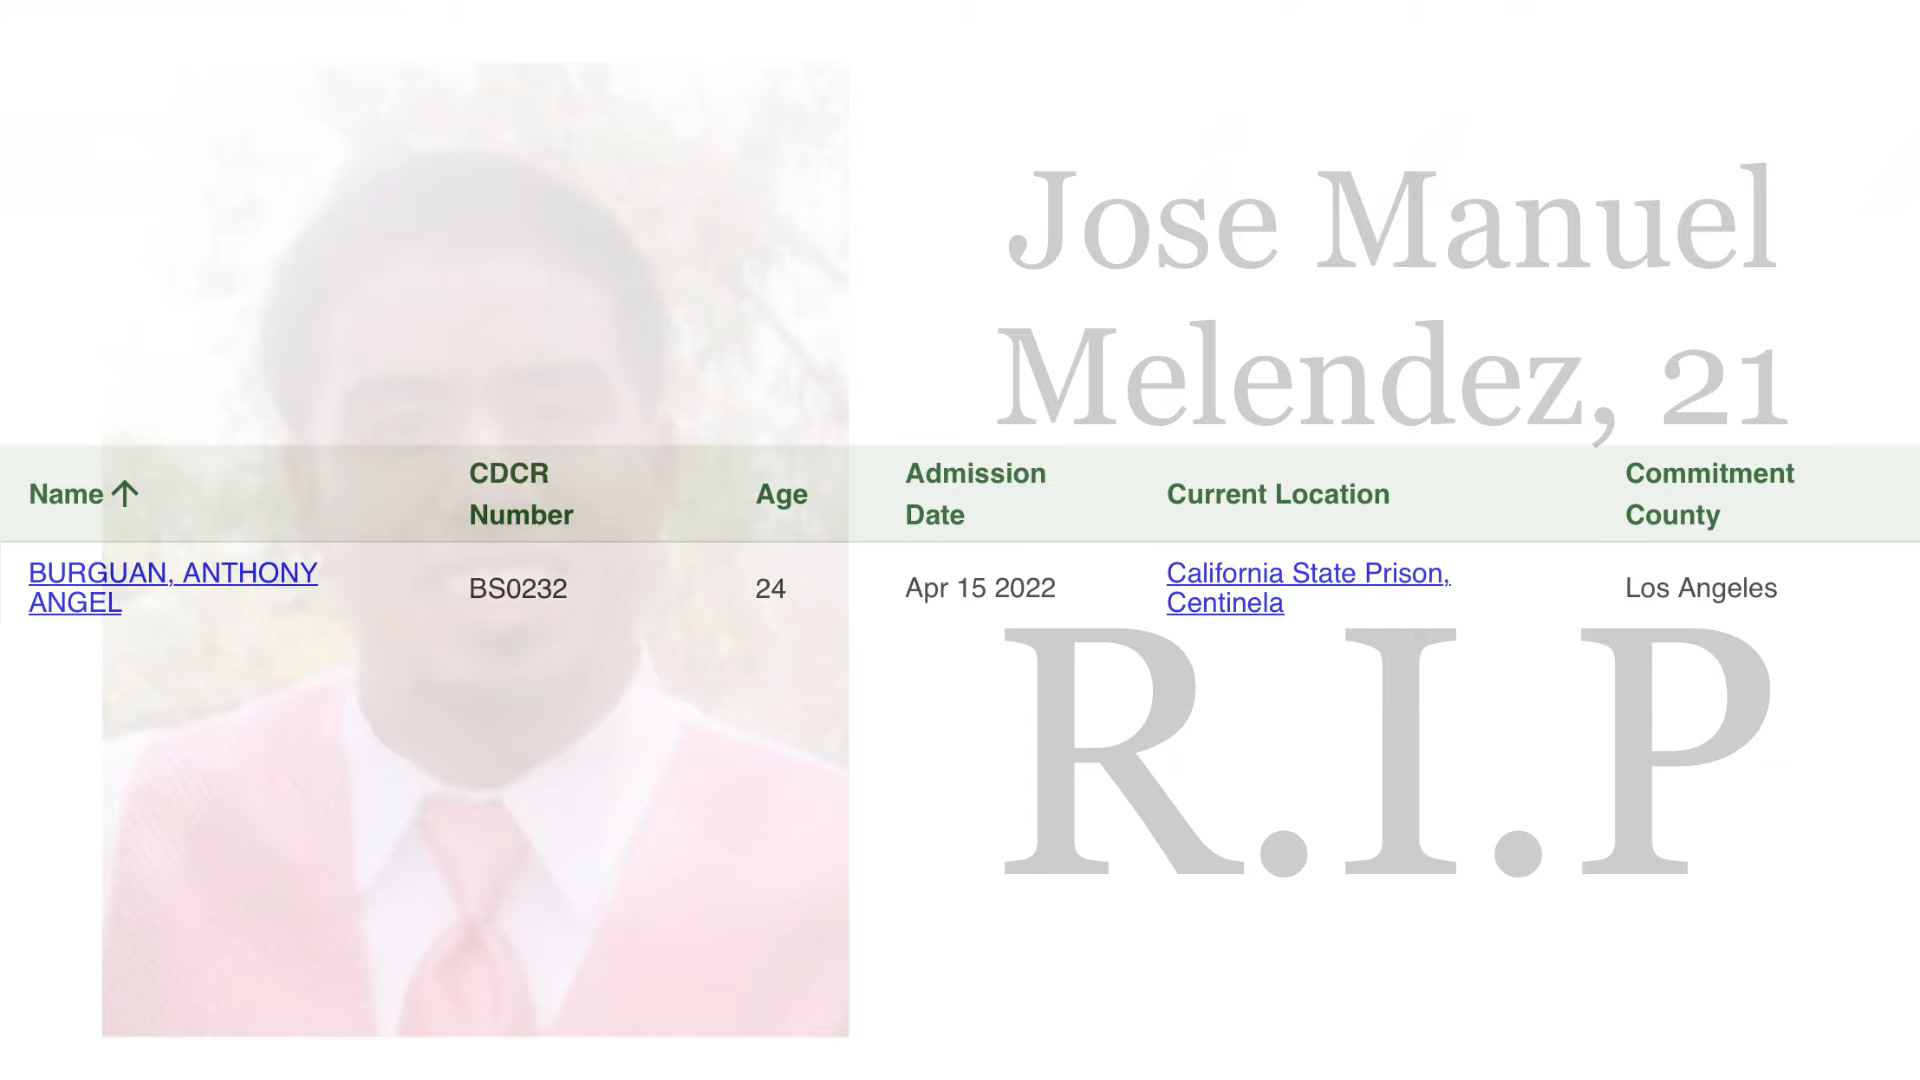 Jose Manuel
Melendez, 21
Name ↑ CDCR Number Age Admission Date Current Location Commitment County
BURGUAN, ANTHONY ANGEL BS0232 24 Apr 15 2022 California State Prison, Centinela Los Angeles
R.I.P